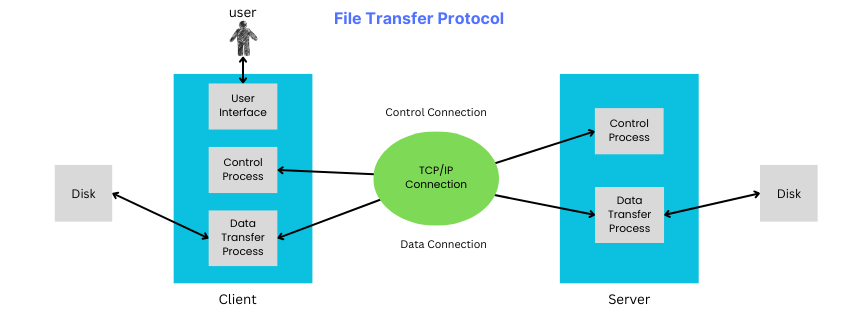 File Transfer Protocol
user
User
Interface
Control
Process
Data
Transfer
Process
Disk
Client
Control Connection
TCP/IP
Connection
Data Connection
Control
Process
Data
Transfer
Process
Disk
Server